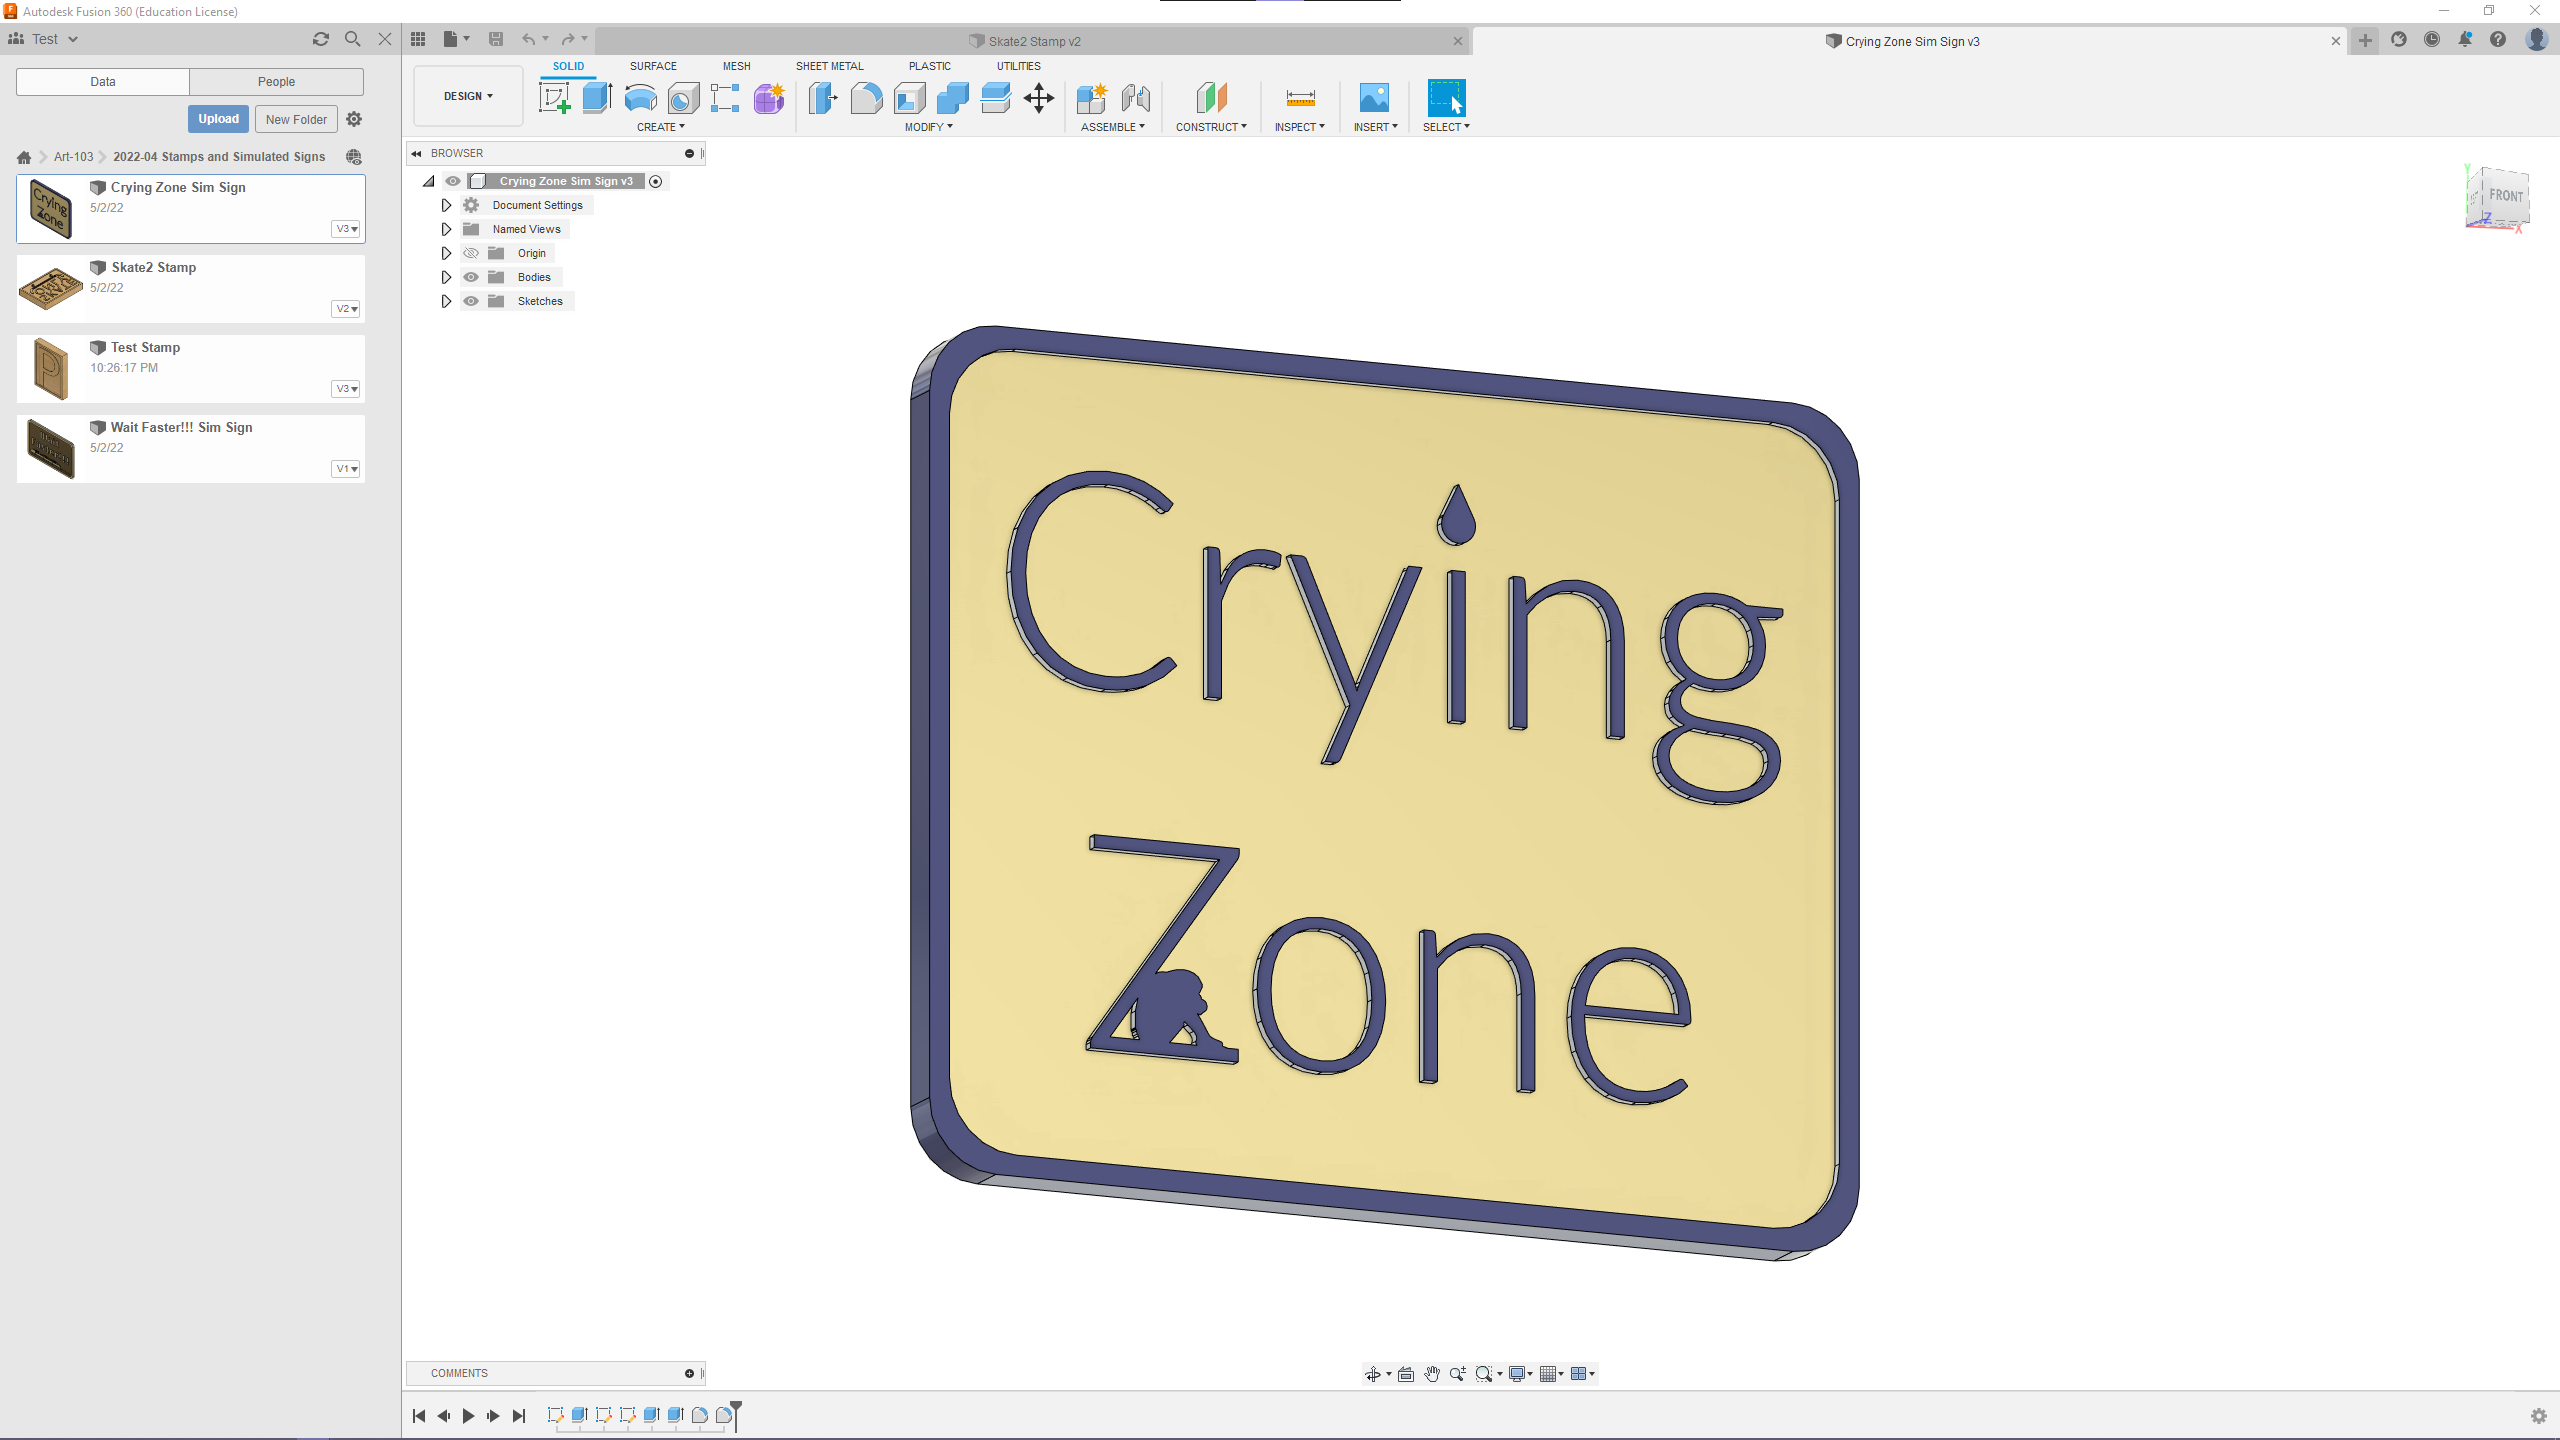 Autodesk Fusion 360 (Education License)
Test
Skate2 Stamp v2
Crying Zone Sim Sign v3
Data
People
Upload
New Folder
Art-103
2022-04 Stamps and Simulated Signs
Crying Zone Sim Sign
5/2/22
V3
Skate2 Stamp
5/2/22
V2
Test Stamp
10:26:17 PM
V3
Wait Faster!!! Sim Sign
5/2/22
V1
DESIGN
SOLID
SURFACE
MESH
SHEET METAL
PLASTIC
UTILITIES
CREATE
MODIFY
ASSEMBLE
CONSTRUCT
INSPECT
INSERT
SELECT
BROWSER
Crying Zone Sim Sign v3
Document Settings
Named Views
Origin
Bodies
Sketches
Y
FRONT
Z
X
Crying
Zone
Crying
Zone
COMMENTS